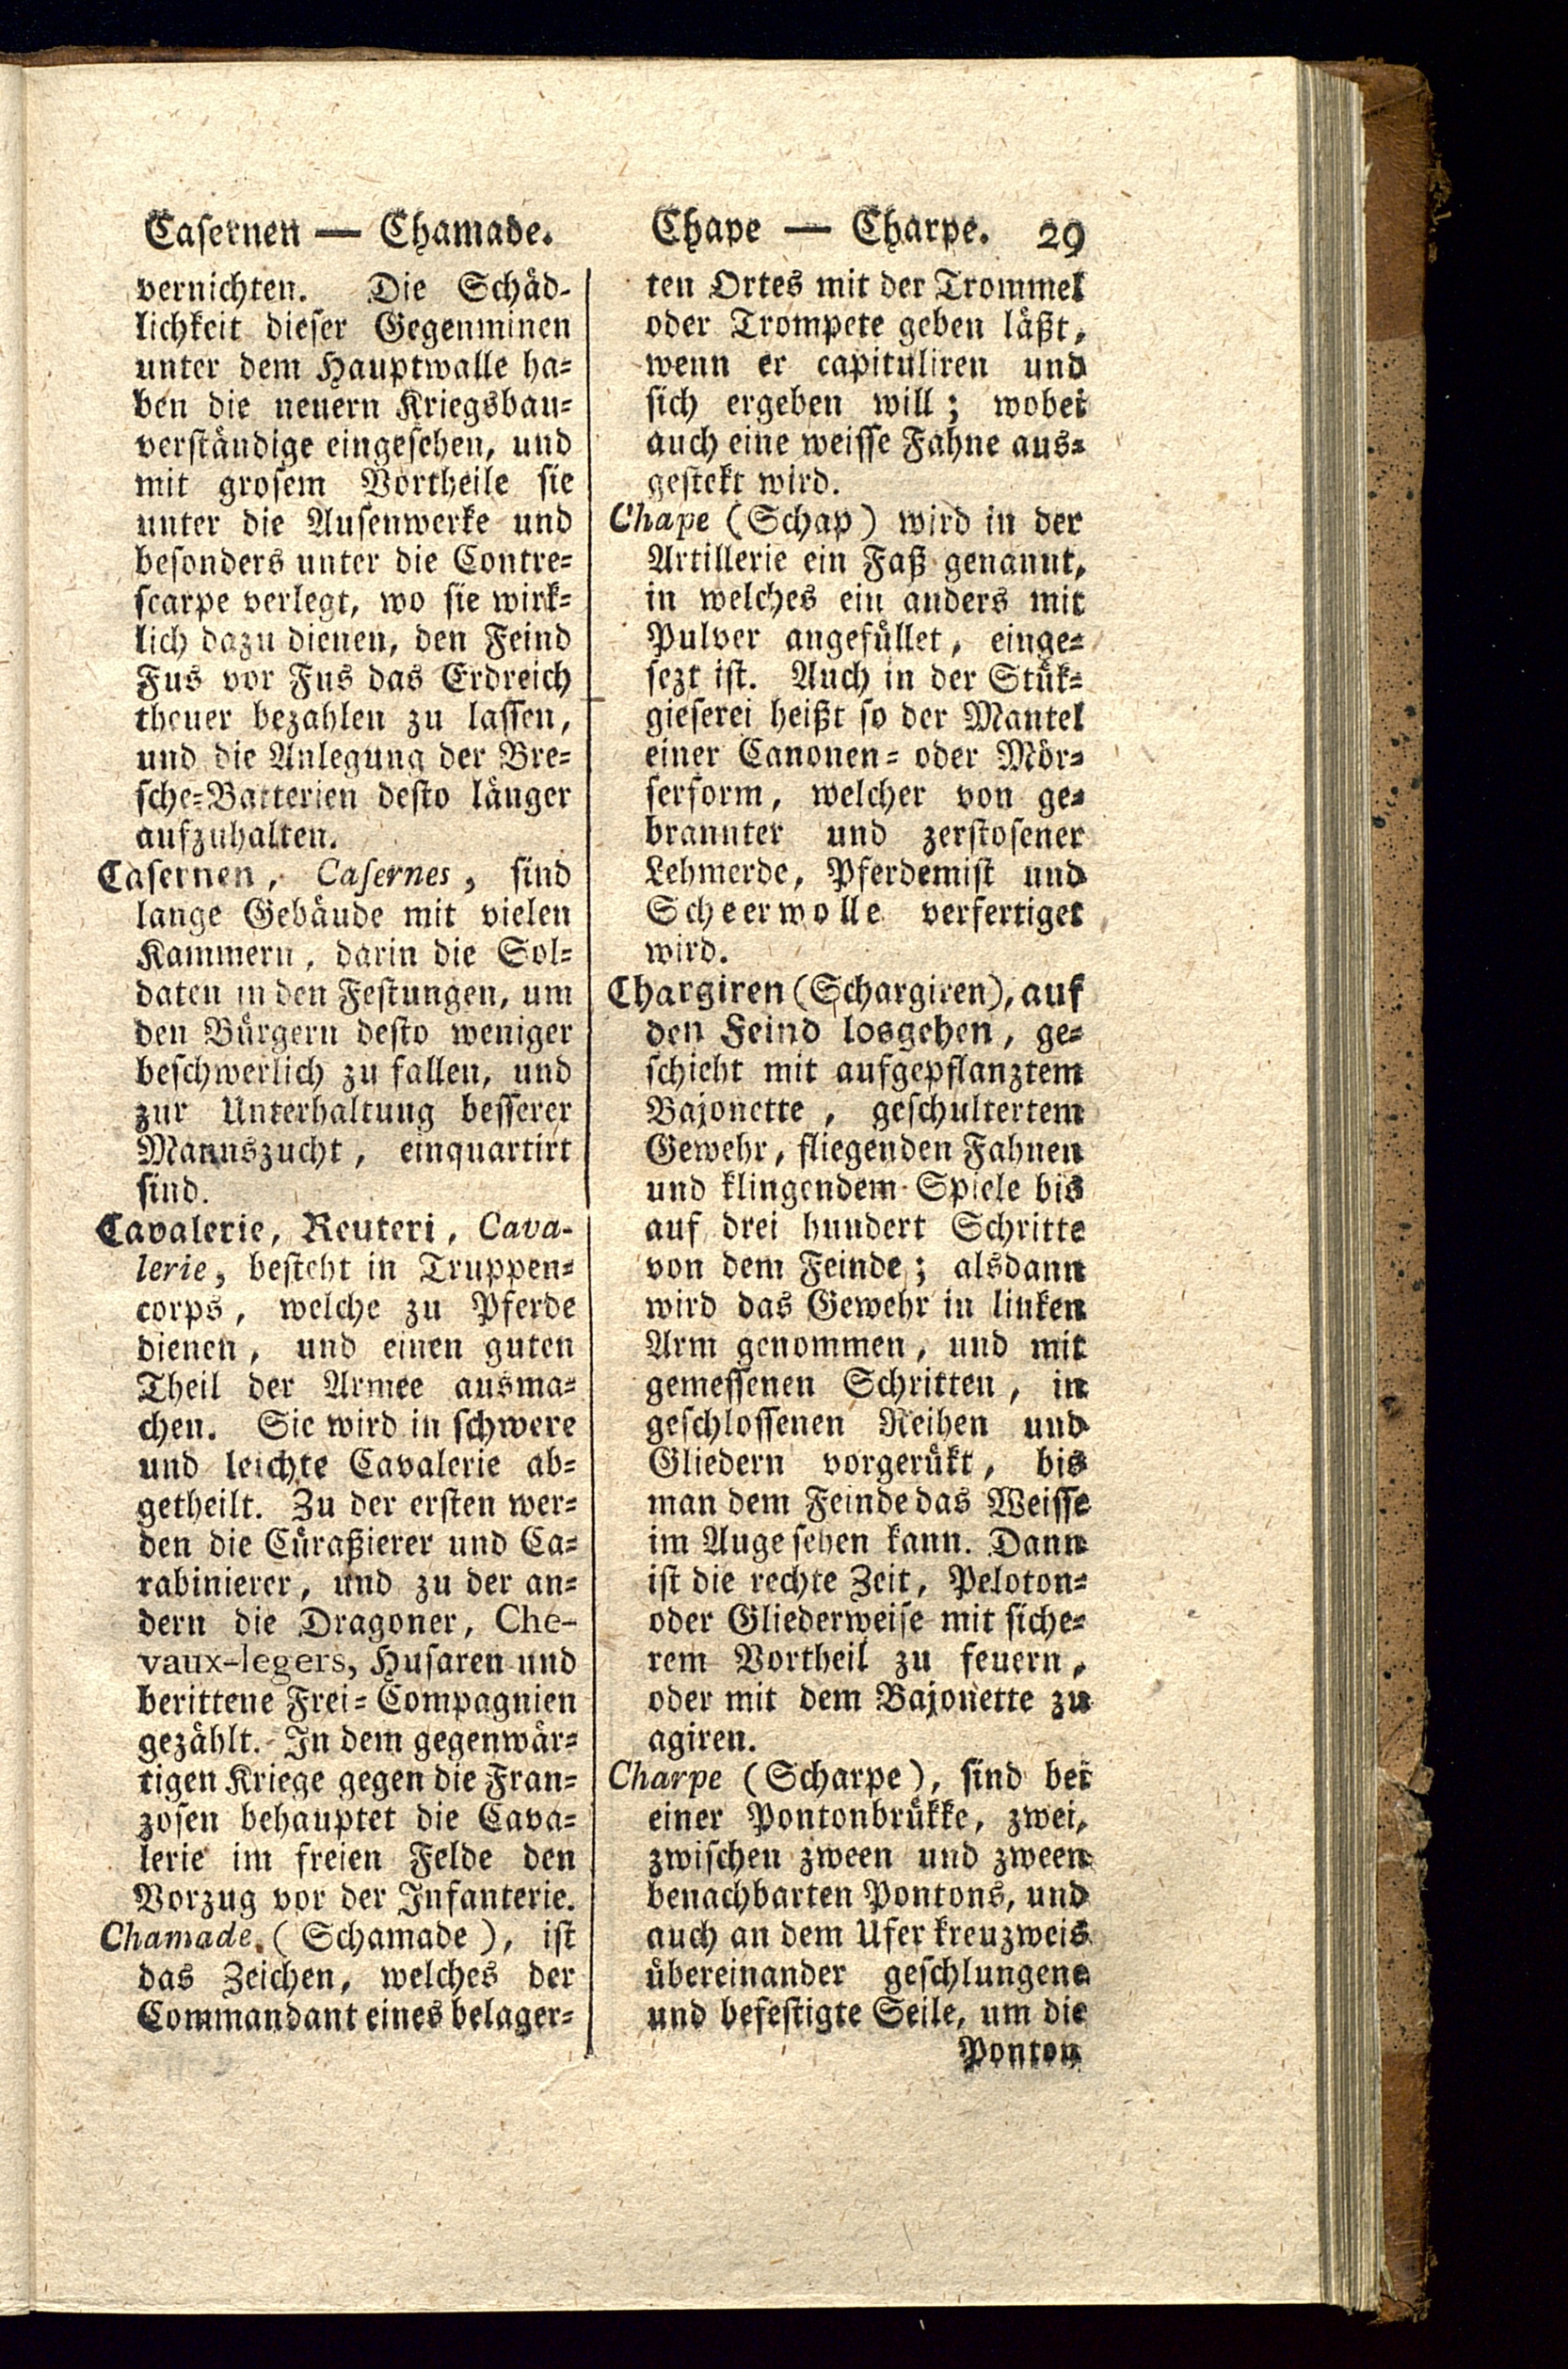 Casernen — Chamade.
vernichten. Die Schäd-
lichkeit dieser Gegenminen
unter dem Hauptwalle ha-
ben die neuern Kriegsbau-
verständige eingesehen, und
mit grosem Vortheile sie
unter die Ausenwerke und
besonders unter die Contre-
scarpe verlegt, wo sie wirk-
lich dazu dienen, den Feind
Fus vor Fus das Erdreich
theuer bezahlen zu lassen,
und die Anlegung der Bre-
sche-Batterien desto länger
aufzuhalten.
Casernen, Casernes, sind
lange Gebäude mit vielen
Kammern, darin die Sol-
daten in den Festungen, um
den Bürgern desto weniger
beschwerlich zu fallen, und
zur Unterhaltung besserer
Mannszucht, einquartirt
sind.
Cavalerie, Reuteri, Cava-
lerie, besteht in Truppen-
corps, welche zu Pferde
dienen, und einen guten
Theil der Armee ausma-
chen. Sie wird in schwere
und leichte Cavalerie ab-
getheilt. Zu der ersten wer-
den die Cüraßierer und Ca-
rabinierer, und zu der an-
dern die Dragoner, Che-
vaux-legers, Husaren und
berittene Frei-Compagnien
gezählt. In dem gegenwär-
tigen Kriege gegen die Fran-
zosen behauptet die Cava-
lerie im freien Felde den
Vorzug vor der Infanterie.
Chamade. (Schamade), ist
das Zeichen, welches der
Commandant eines belager-
Chape — Charpe. 29
ten Ortes mit der Trommel
oder Trompete geben läßt,
wenn er capituliren und
sich ergeben will; wobei
auch eine weisse Fahne aus-
gestekt wird.
Chape (Schap) wird in der
Artillerie ein Faß genannt,
in welches ein anders mit
Pulver angefüllet, einge-
sezt ist. Auch in der Stük-
gieserei heißt so der Mantel
einer Canonen- oder Mör-
serform, welcher von ge-
brannter und zerstosener
Lehmerde, Pferdemist und
Scheerwolle verfertiget
wird.
Chargiren (Schargiren), auf
den Feind losgehen, ge-
schieht mit aufgepflanztem
Bajonette, geschultertem
Gewehr, fliegenden Fahnen
und klingendem Spiele bis
auf drei hundert Schritte
von dem Feinde; alsdann
wird das Gewehr in linken
Arm genommen, und mit
gemessenen Schritten, in
geschlossenen Reihen und
Gliedern vorgerükt, bis
man dem Feinde das Weisse
im Auge sehen kann. Dann
ist die rechte Zeit, Peloton-
oder Gliederweise mit siche-
rem Vortheil zu feuern,
oder mit dem Bajonette zu
agiren.
Charpe (Scharpe), sind bei
einer Pontonbrükke, zwei,
zwischen zween und zween
benachbarten Pontons, und
auch an dem Ufer kreuzweis
übereinander geschlungene
und befestigte Seile, um die
Ponton